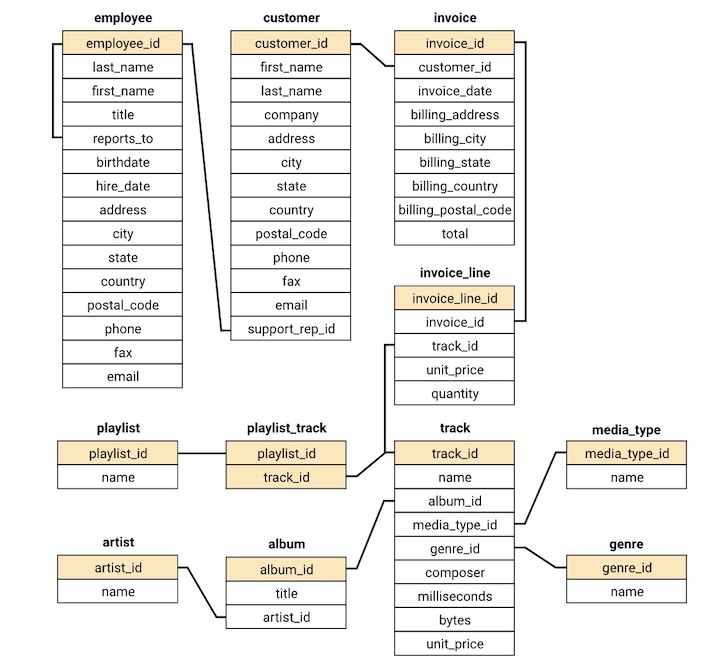 employee
employee_id
last_name
first_name
title
reports_to
birthdate
hire_date
address
city
state
country
postal_code
phone
fax
email
customer
customer_id
first_name
last_name
company
address
city
state
country
postal_code
phone
fax
email
support_rep_id
invoice
invoice_id
customer_id
invoice_date
billing_address
billing_city
billing_state
billing_country
billing_postal_code
total
invoice_line
invoice_line_id
invoice_id
track_id
unit_price
quantity
playlist
playlist_id
name
playlist_track
playlist_id
track_id
track
track_id
name
album_id
media_type_id
genre_id
composer
milliseconds
bytes
unit_price
media_type
media_type_id
name
artist
artist_id
name
album
album_id
title
artist_id
genre
genre_id
name